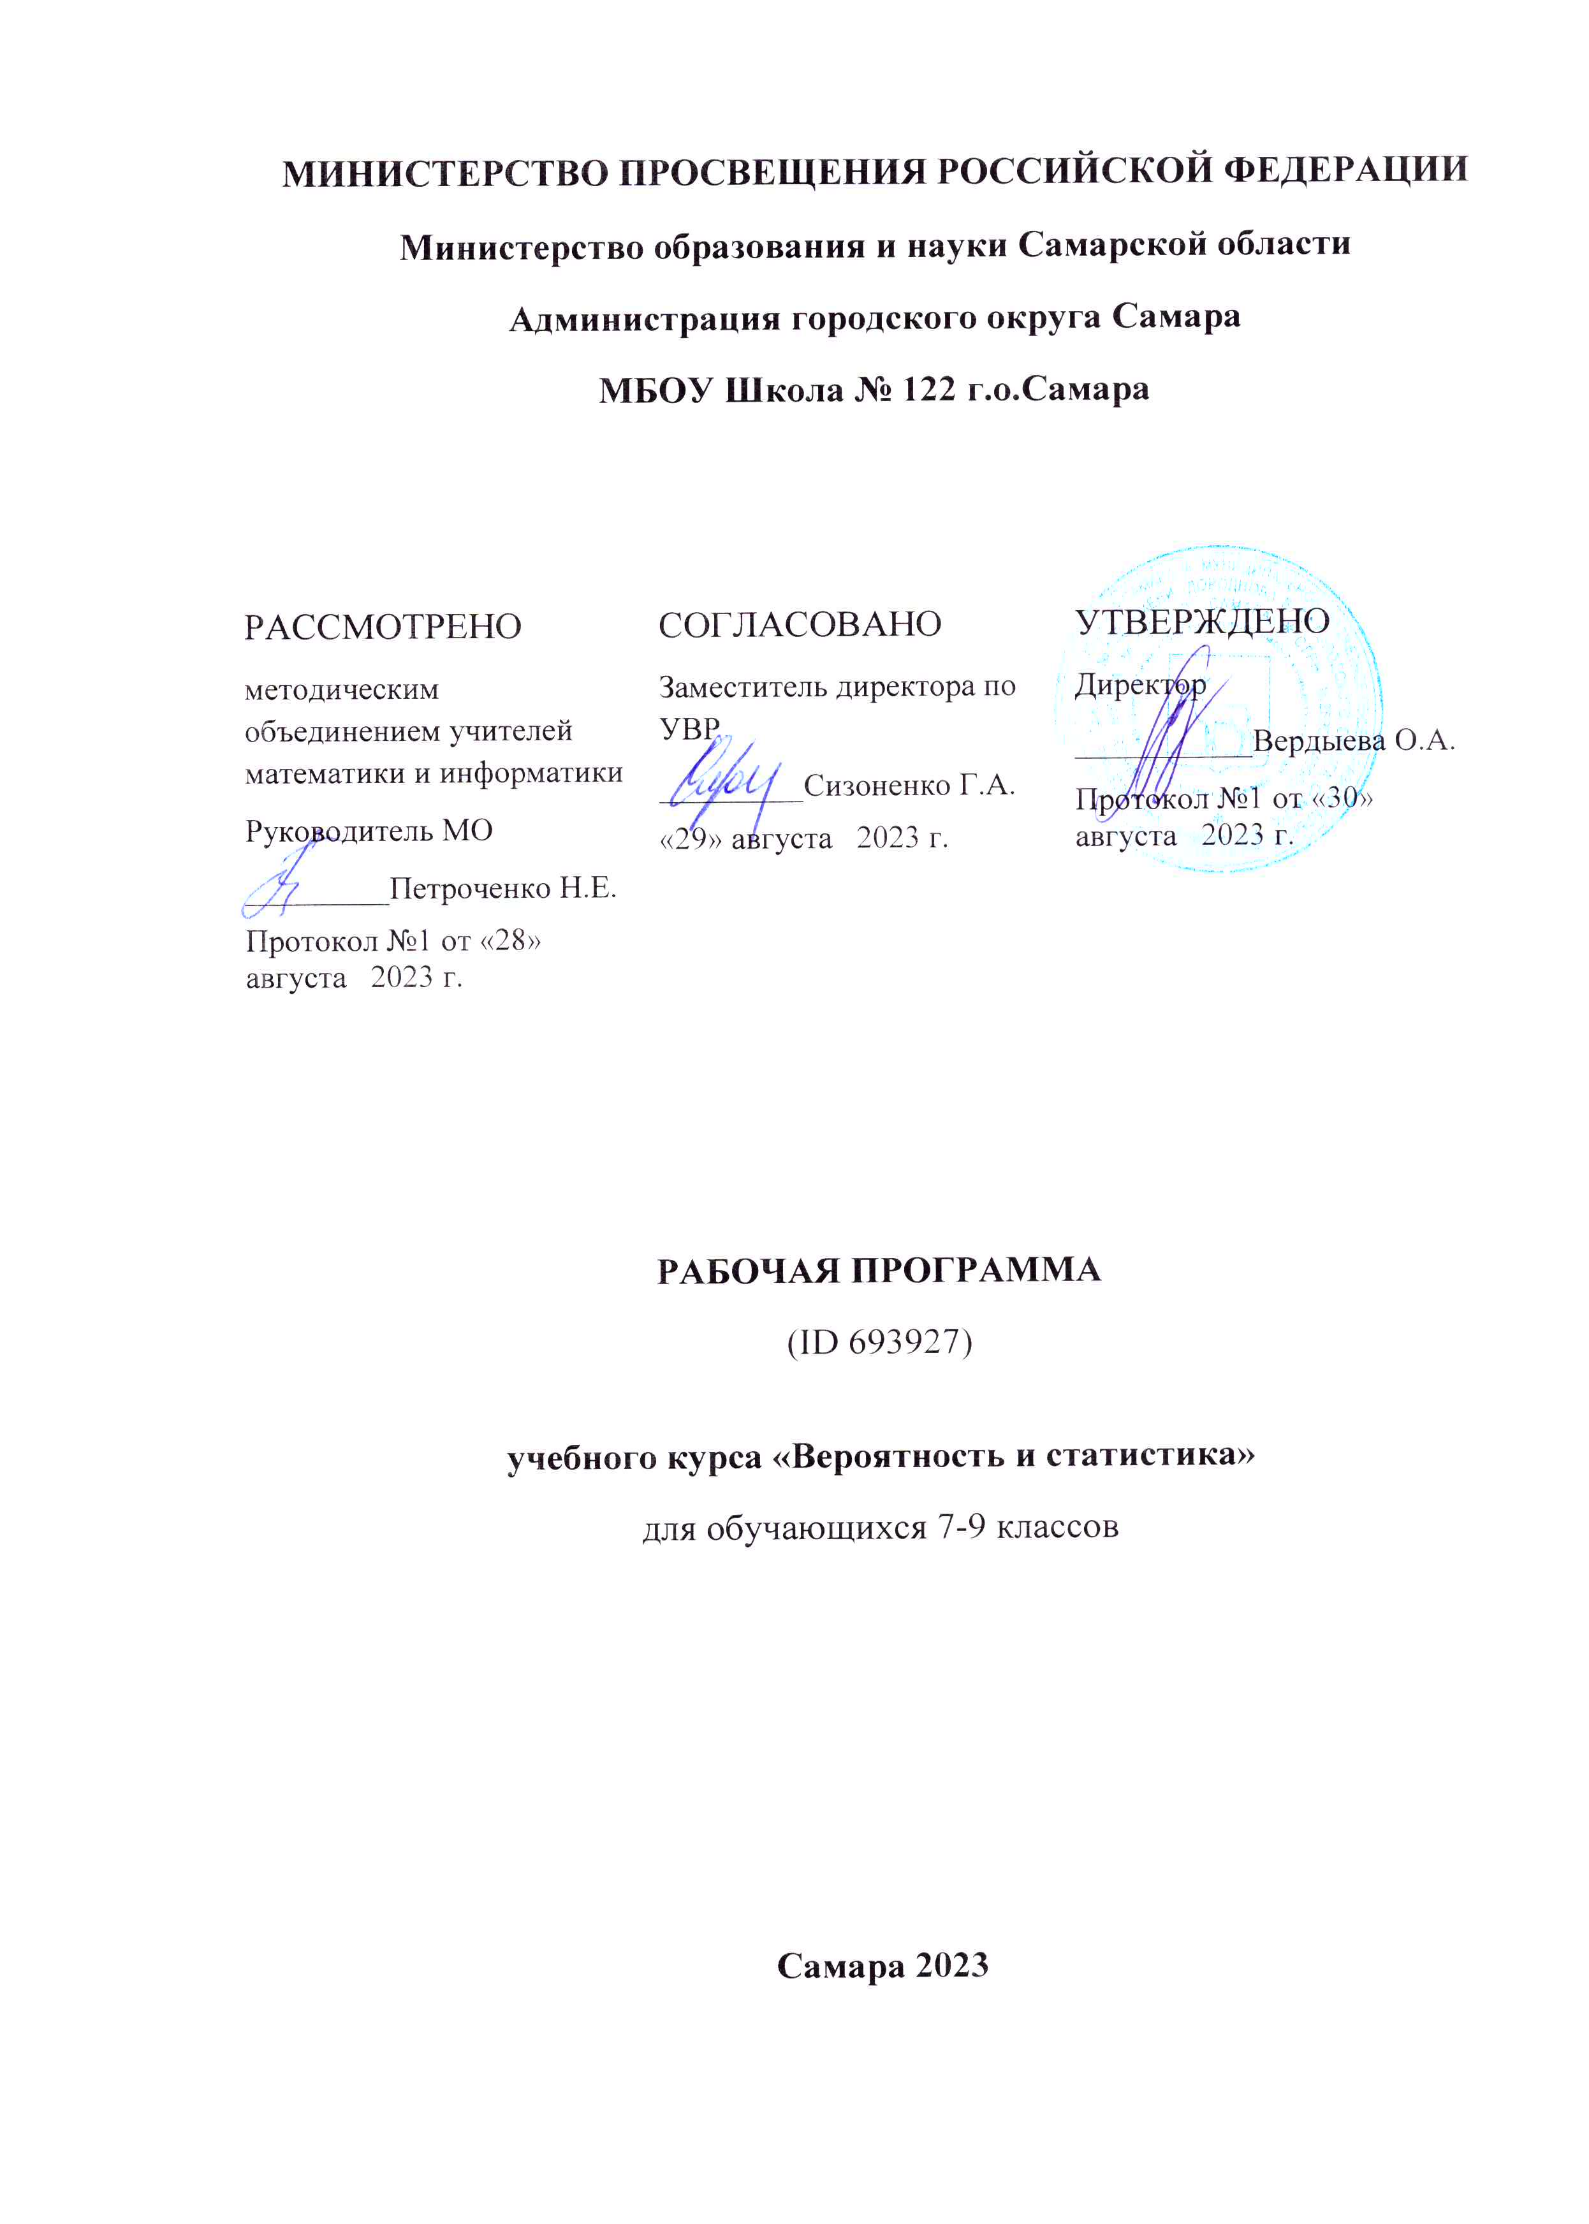 МИНИСТЕРСТВО ПРОСВЕЩЕНИЯ РОССИЙСКОЙ ФЕДЕРАЦИИ
Министерство образования и науки Самарской области
Администрация городского округа Самара
МБОУ Школа № 122 г.о.Самара
РАССМОТРЕНО
методическим
объединением учителей
математики и информатики
Руководитель МО
_________Петроченко Н.Е.
Протокол №1 от «28»
августа 2023 г.
СОГЛАСОВАНО
Заместитель директора по
УВР
_________Сизоненко Г.А.
«29» августа 2023 г.
УТВЕРЖДЕНО
Директор
___________Вердыева О.А.
Протокол №1 от «30»
августа 2023 г.
РАБОЧАЯ ПРОГРАММА
(ID 693927)
учебного курса «Вероятность и статистика»
для обучающихся 7-9 классов
Самара 2023